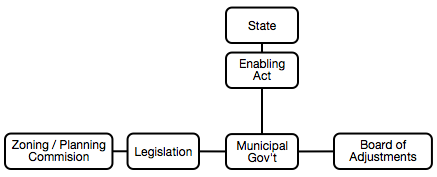 State
Enabling
Act
Zoning / Planning
Commision
Legislation
Municipal
Gov't
Board of
Adjustments